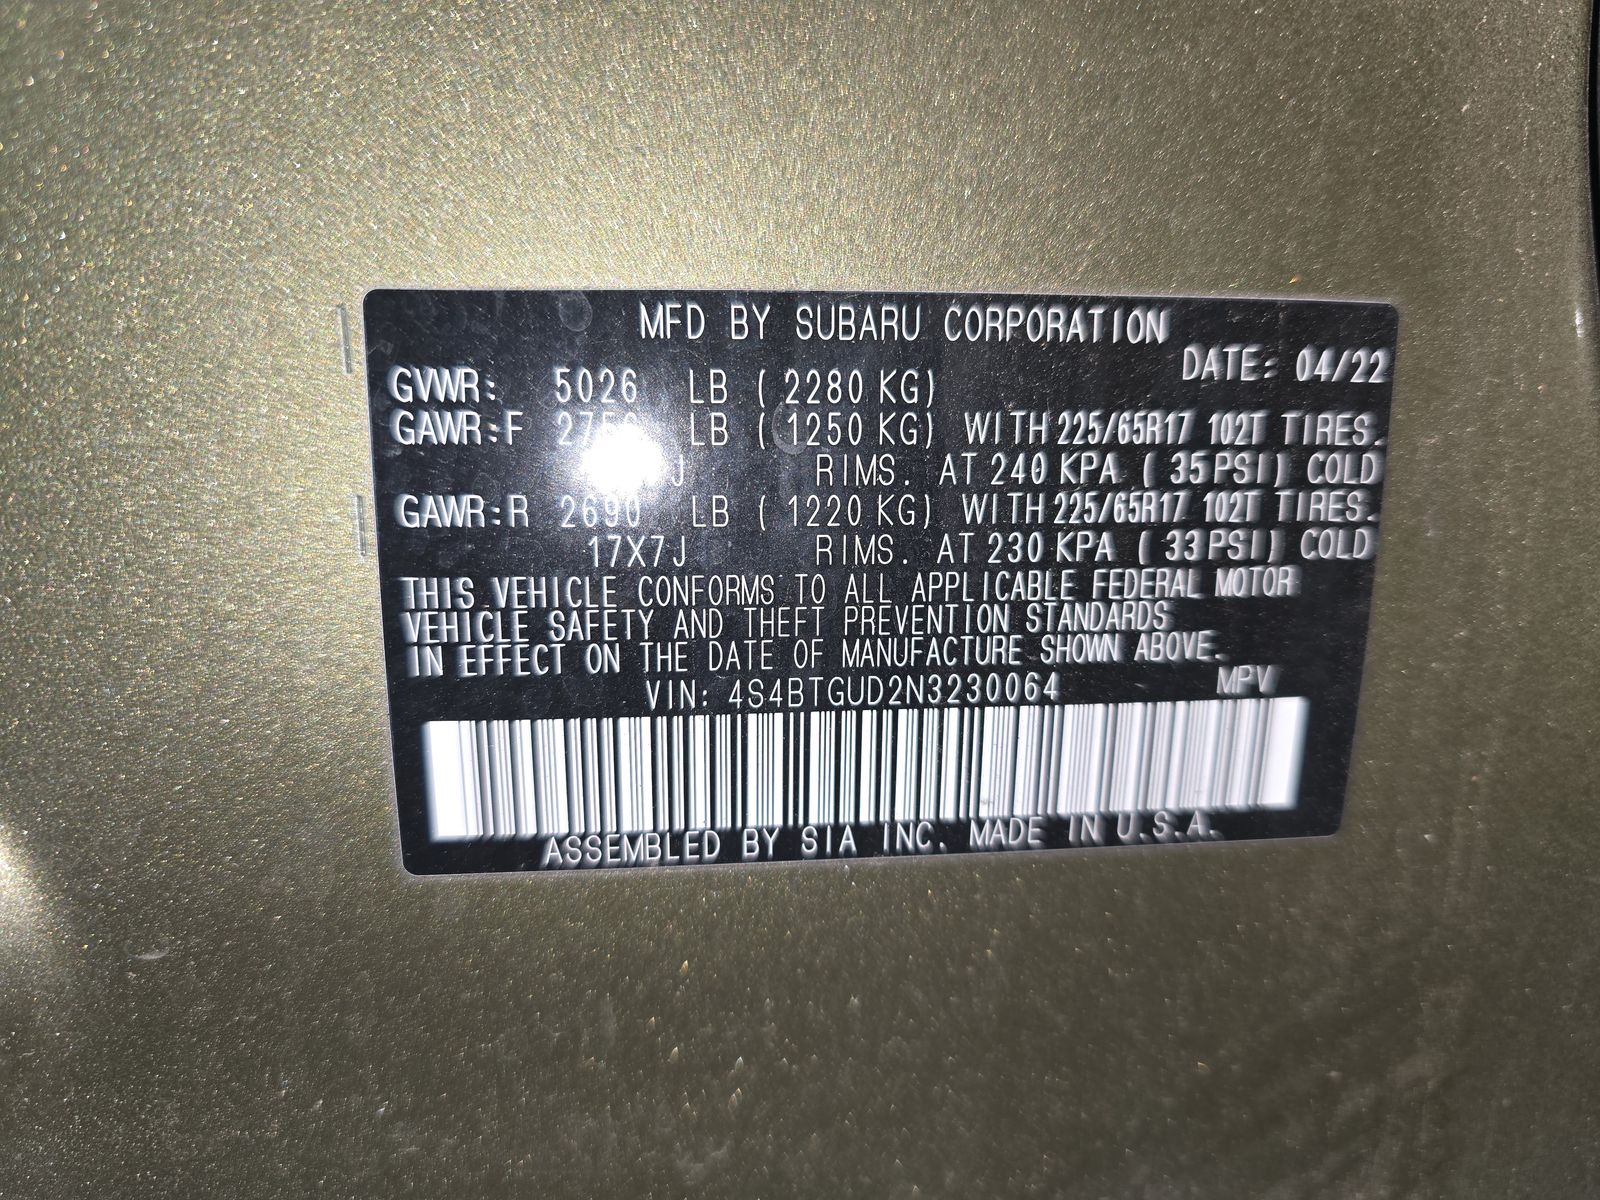 MFD BY SUBARU CORPORATION
DATE: 04/22
GVWR: 5026 LB ( 2280 KG)
GAWR:F LB ( 1250 KG) WITH 225/65R17 102T TIRES.
RIMS. AT 240 KPA ( 35PSI) COLD
GAWR:R 2690 LB ( 1220 KG) WITH 225/65R17 102T TIRES.
17X7J RIMS. AT 230 KPA ( 33PSI) COLD
THIS VEHICLE CONFORMS TO ALL APPLICABLE FEDERAL MOTOR
VEHICLE SAFETY AND THEFT PREVENTION STANDARDS
IN EFFECT ON THE DATE OF MANUFACTURE SHOWN ABOVE.
VIN: 4S4BTGUD2N3230064 MPV
ASSEMBLED BY SIA INC. MADE IN U.S.A.